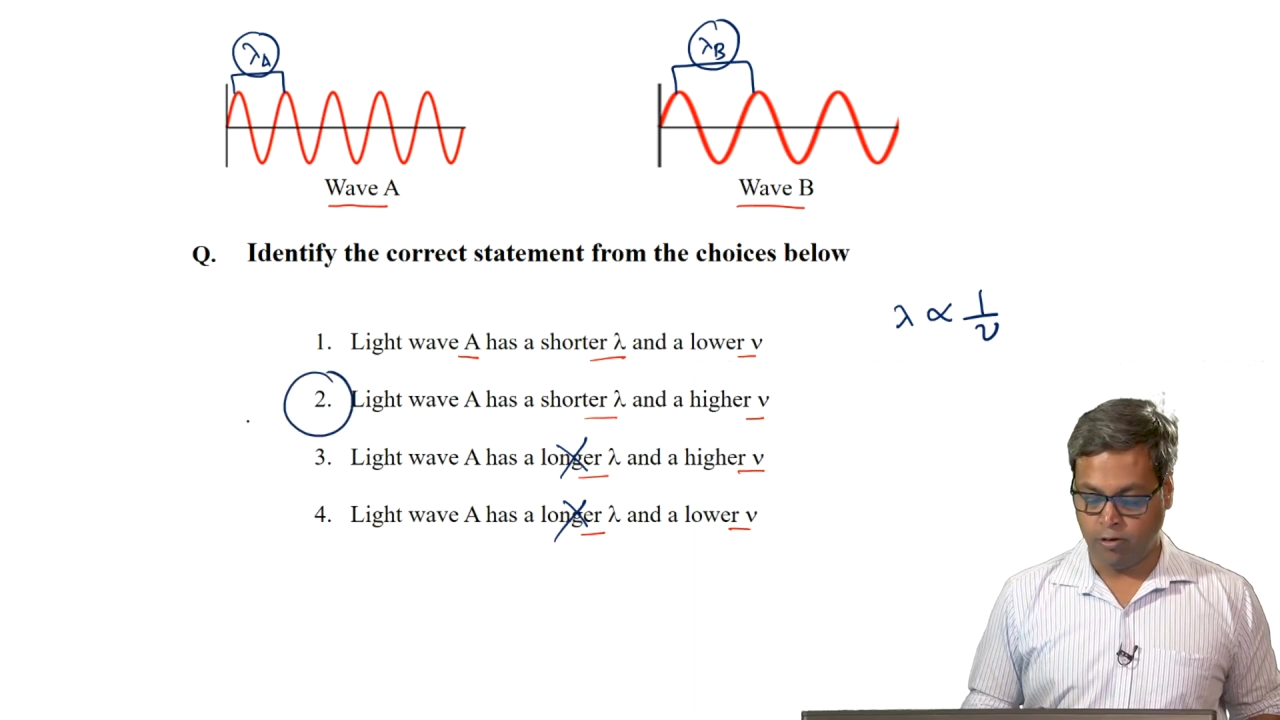 λA
λB
Wave A
Wave B
Q. Identify the correct statement from the choices below
λ ∝ 1/ν
1. Light wave A has a shorter λ and a lower ν
2. Light wave A has a shorter λ and a higher ν
3. Light wave A has a longer λ and a higher ν
4. Light wave A has a longer λ and a lower ν